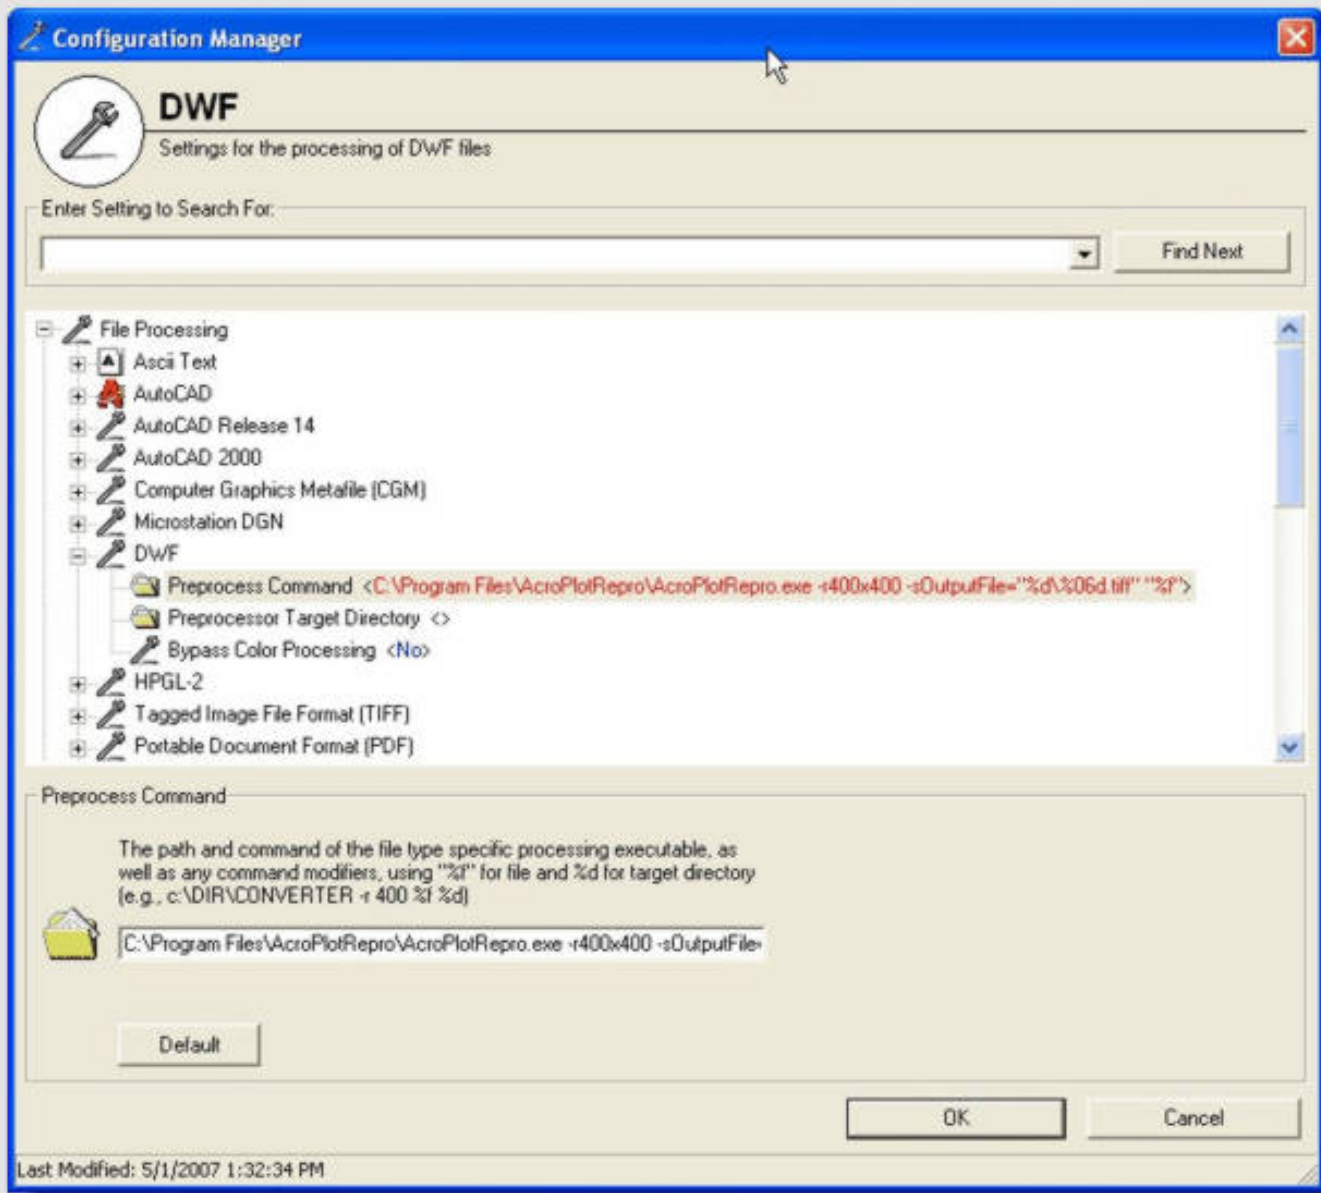 Configuration Manager
DWF
Settings for the processing of DWF files
Enter Setting to Search For:
Find Next
File Processing
Ascii Text
AutoCAD
AutoCAD Release 14
AutoCAD 2000
Computer Graphics Metafile (CGM)
Microstation DGN
DWF
Preprocess Command <C:\Program Files\AcroPlotRepro\AcroPlotRepro.exe -r400x400 -sOutputFile="%d\%06d.tiff" "%f">
Preprocessor Target Directory <>
Bypass Color Processing <No>
HPGL-2
Tagged Image File Format (TIFF)
Portable Document Format (PDF)
Preprocess Command
The path and command of the file type specific processing executable, as
well as any command modifiers, using "%f" for file and %d for target directory
(e.g., c:\DIR\CONVERTER -r 400 %f %d)
C:\Program Files\AcroPlotRepro\AcroPlotRepro.exe -r400x400 -sOutputFile=
Default
OK Cancel
Last Modified: 5/1/2007 1:32:34 PM